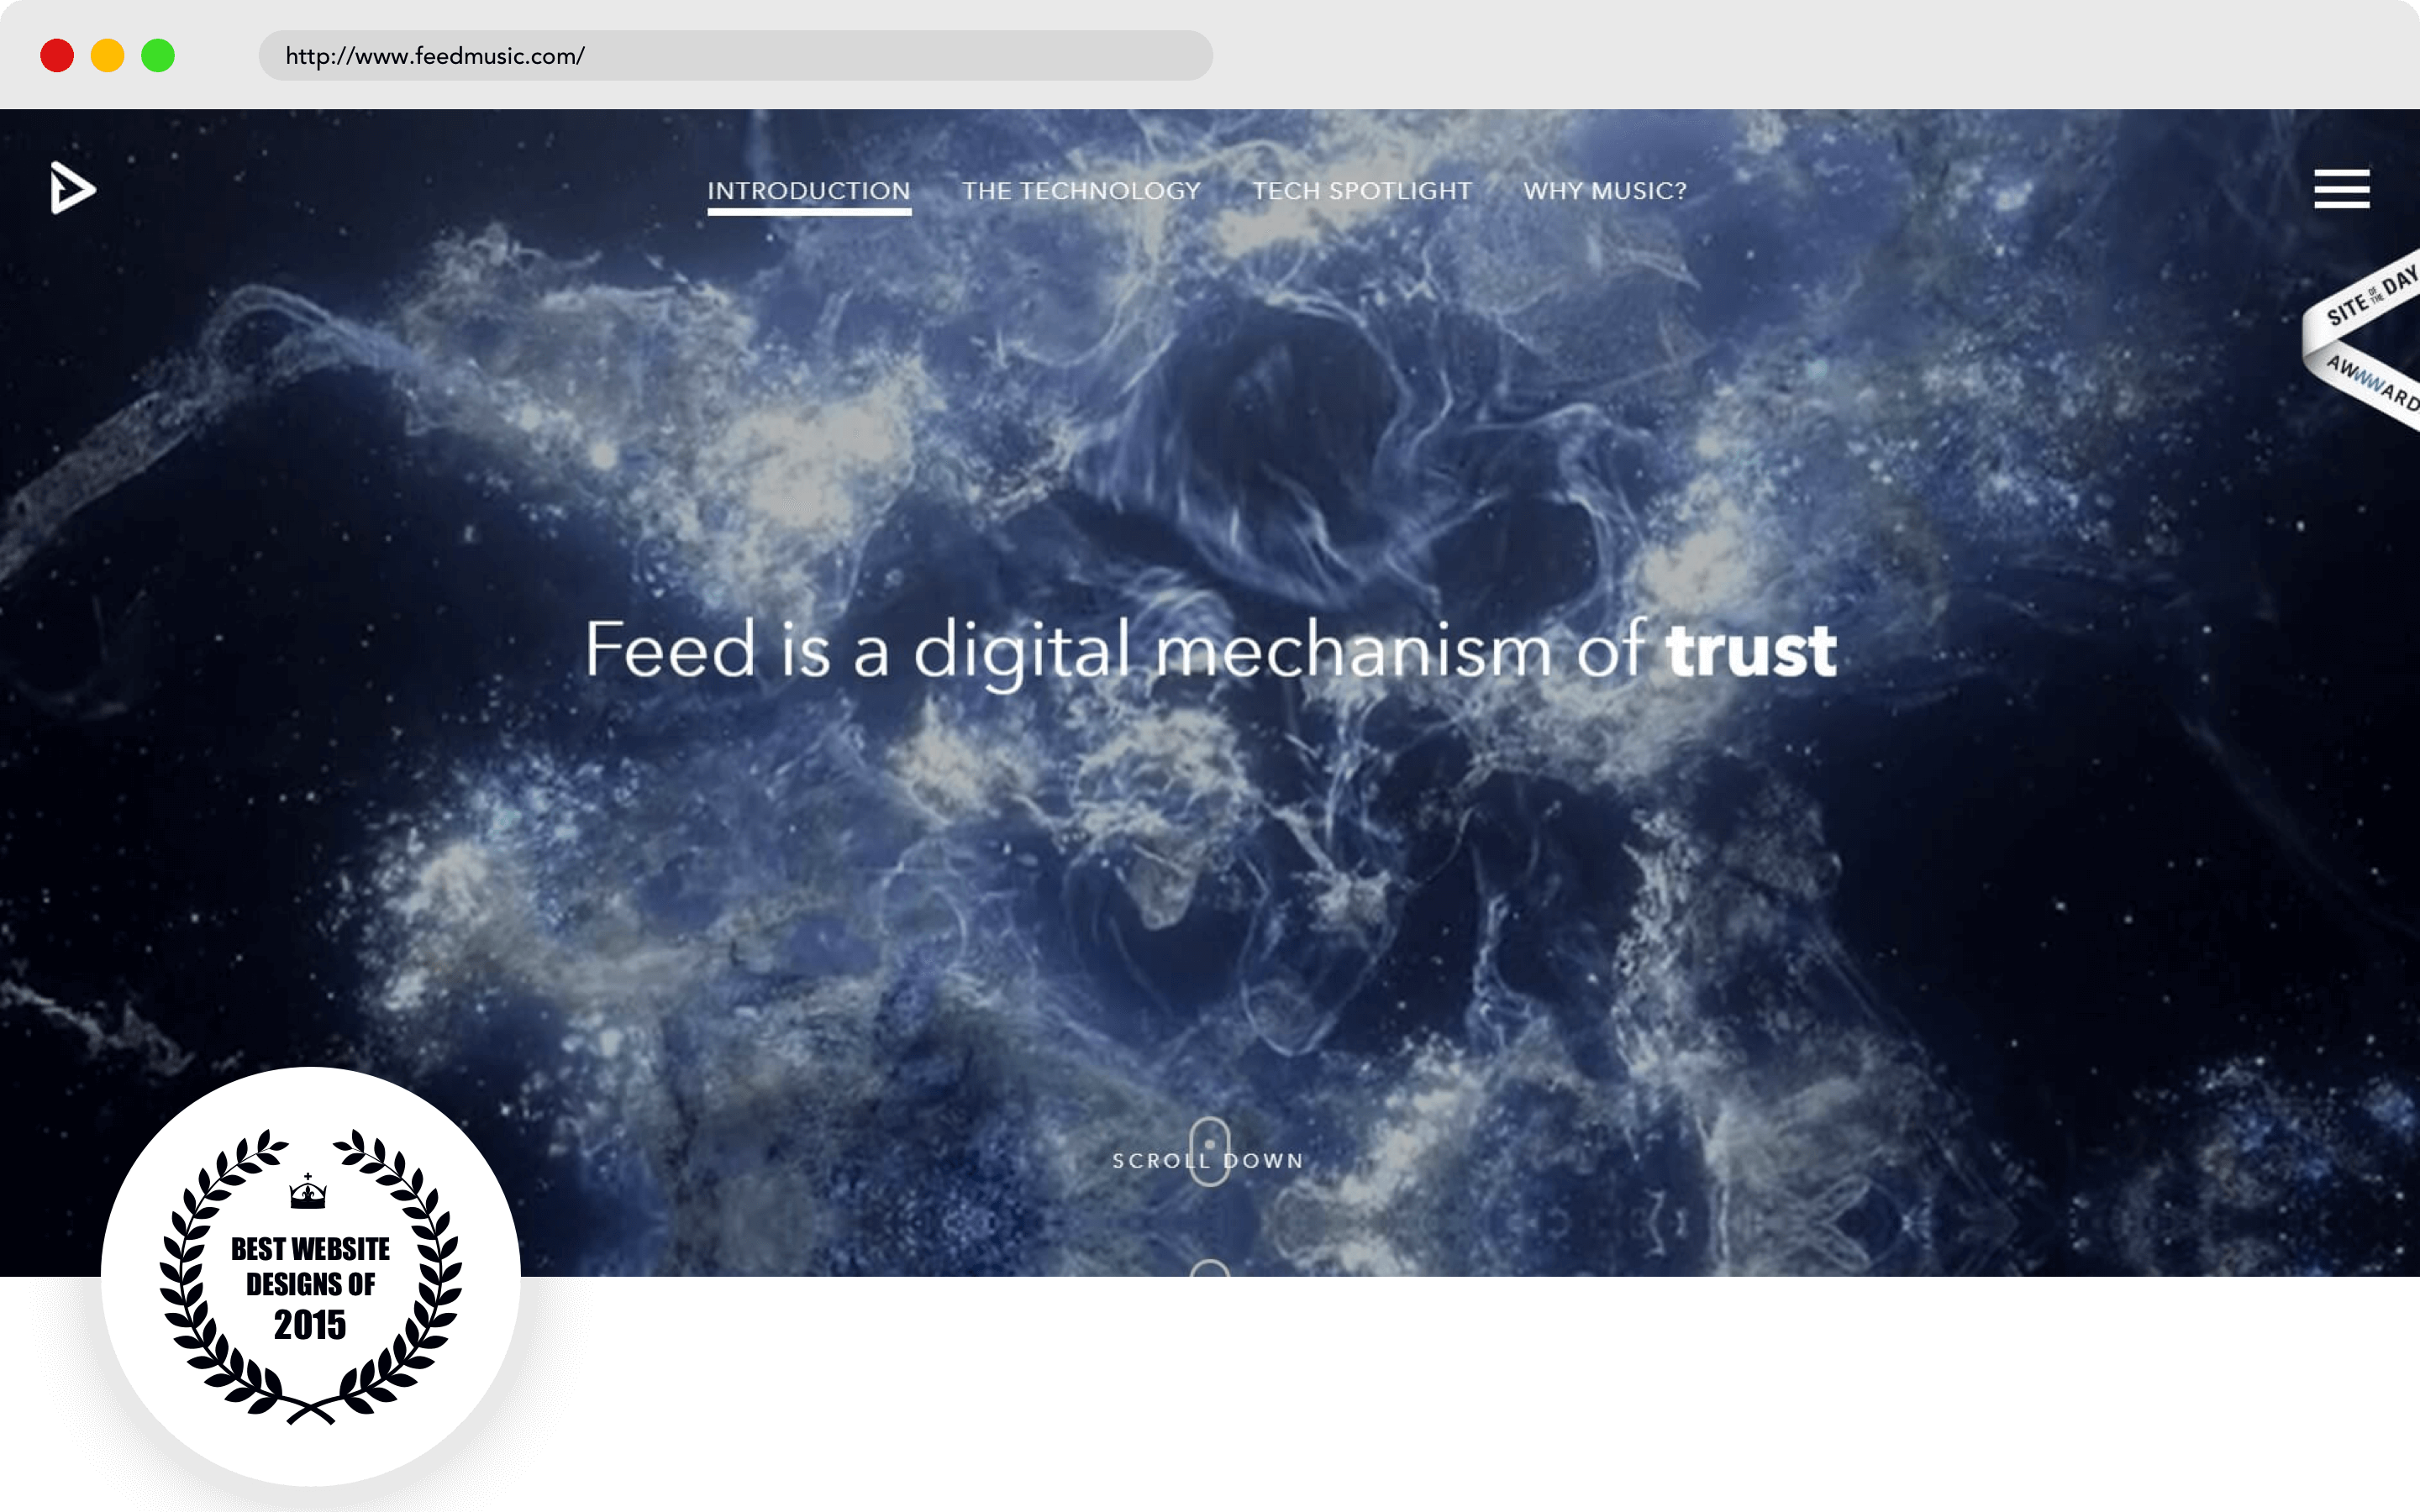 http://www.feedmusic.com/
INTRODUCTION THE TECHNOLOGY TECH SPOTLIGHT WHY MUSIC?
SITE OF THE DAY
AWWWARD
Feed is a digital mechanism of trust
SCROLL DOWN
BEST WEBSITE
DESIGNS OF
2015